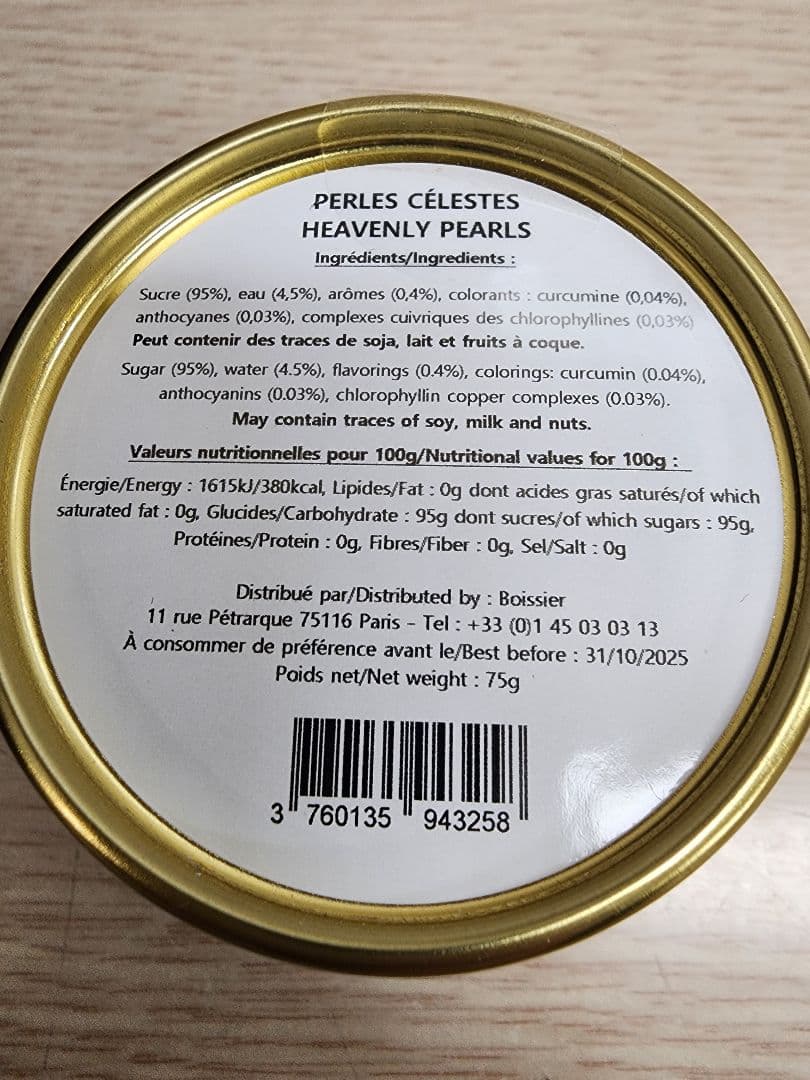 PERLES CÉLESTES
HEAVENLY PEARLS
Ingrédients/Ingredients :
Sucre (95%), eau (4,5%), arômes (0,4%), colorants : curcumine (0,04%),
anthocyanes (0,03%), complexes cuivriques des chlorophyllines (0,03%)
Peut contenir des traces de soja, lait et fruits à coque.
Sugar (95%), water (4.5%), flavorings (0.4%), colorings: curcumin (0.04%),
anthocyanins (0.03%), chlorophyllin copper complexes (0.03%).
May contain traces of soy, milk and nuts.
Valeurs nutritionnelles pour 100g/Nutritional values for 100g :
Énergie/Energy : 1615kJ/380kcal, Lipides/Fat : 0g dont acides gras saturés/of which
saturated fat : 0g, Glucides/Carbohydrate : 95g dont sucres/of which sugars : 95g,
Protéines/Protein : 0g, Fibres/Fiber : 0g, Sel/Salt : 0g
Distribué par/Distributed by : Boissier
11 rue Pétrarque 75116 Paris - Tel : +33 (0)1 45 03 03 13
À consommer de préférence avant le/Best before : 31/10/2025
Poids net/Net weight : 75g
3 760135 943258